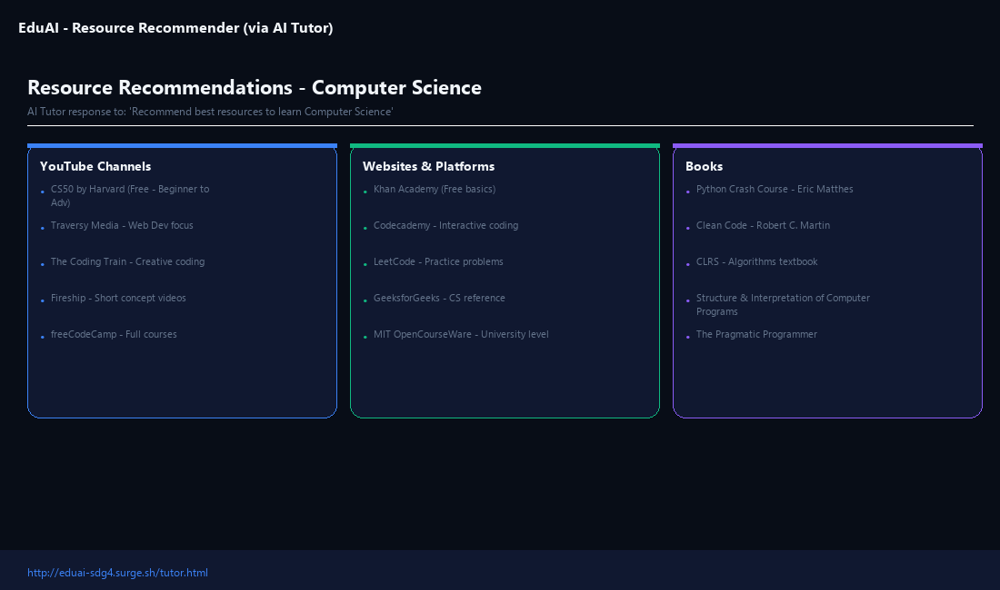 EduAI - Resource Recommender (via AI Tutor)
Resource Recommendations - Computer Science
AI Tutor response to: 'Recommend best resources to learn Computer Science'
YouTube Channels
• CS50 by Harvard (Free - Beginner to
Adv)
• Traversy Media - Web Dev focus
• The Coding Train - Creative coding
• Fireship - Short concept videos
• freeCodeCamp - Full courses
Websites & Platforms
• Khan Academy (Free basics)
• Codecademy - Interactive coding
• LeetCode - Practice problems
• GeeksforGeeks - CS reference
• MIT OpenCourseWare - University level
Books
• Python Crash Course - Eric Matthes
• Clean Code - Robert C. Martin
• CLRS - Algorithms textbook
• Structure & Interpretation of Computer
Programs
• The Pragmatic Programmer
http://eduai-sdg4.surge.sh/tutor.html